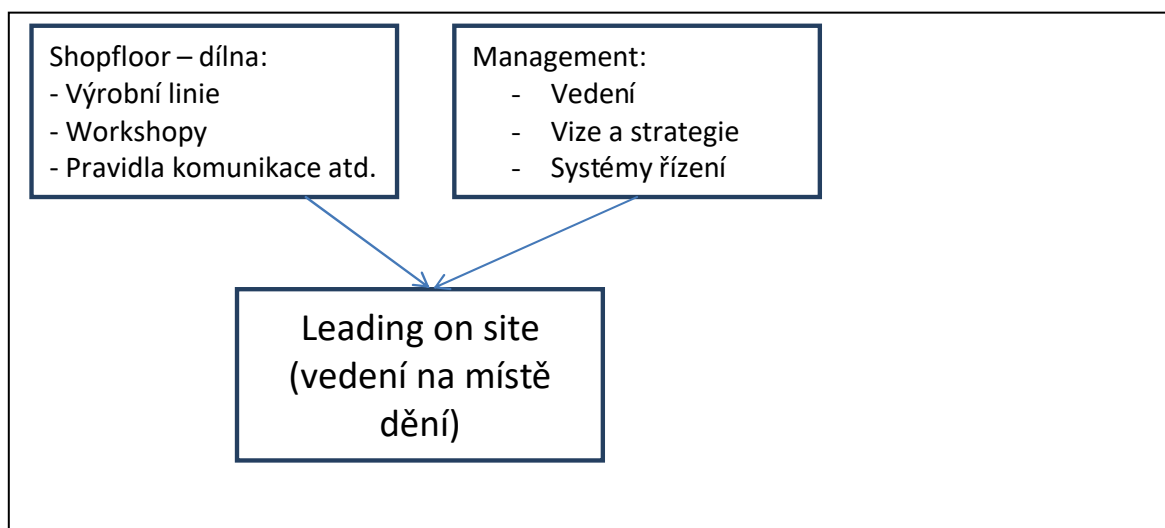 Shopfloor – dílna:
- Výrobní linie
- Workshopy
- Pravidla komunikace atd.
Management:
- Vedení
- Vize a strategie
- Systémy řízení
Leading on site
(vedení na místě
dění)